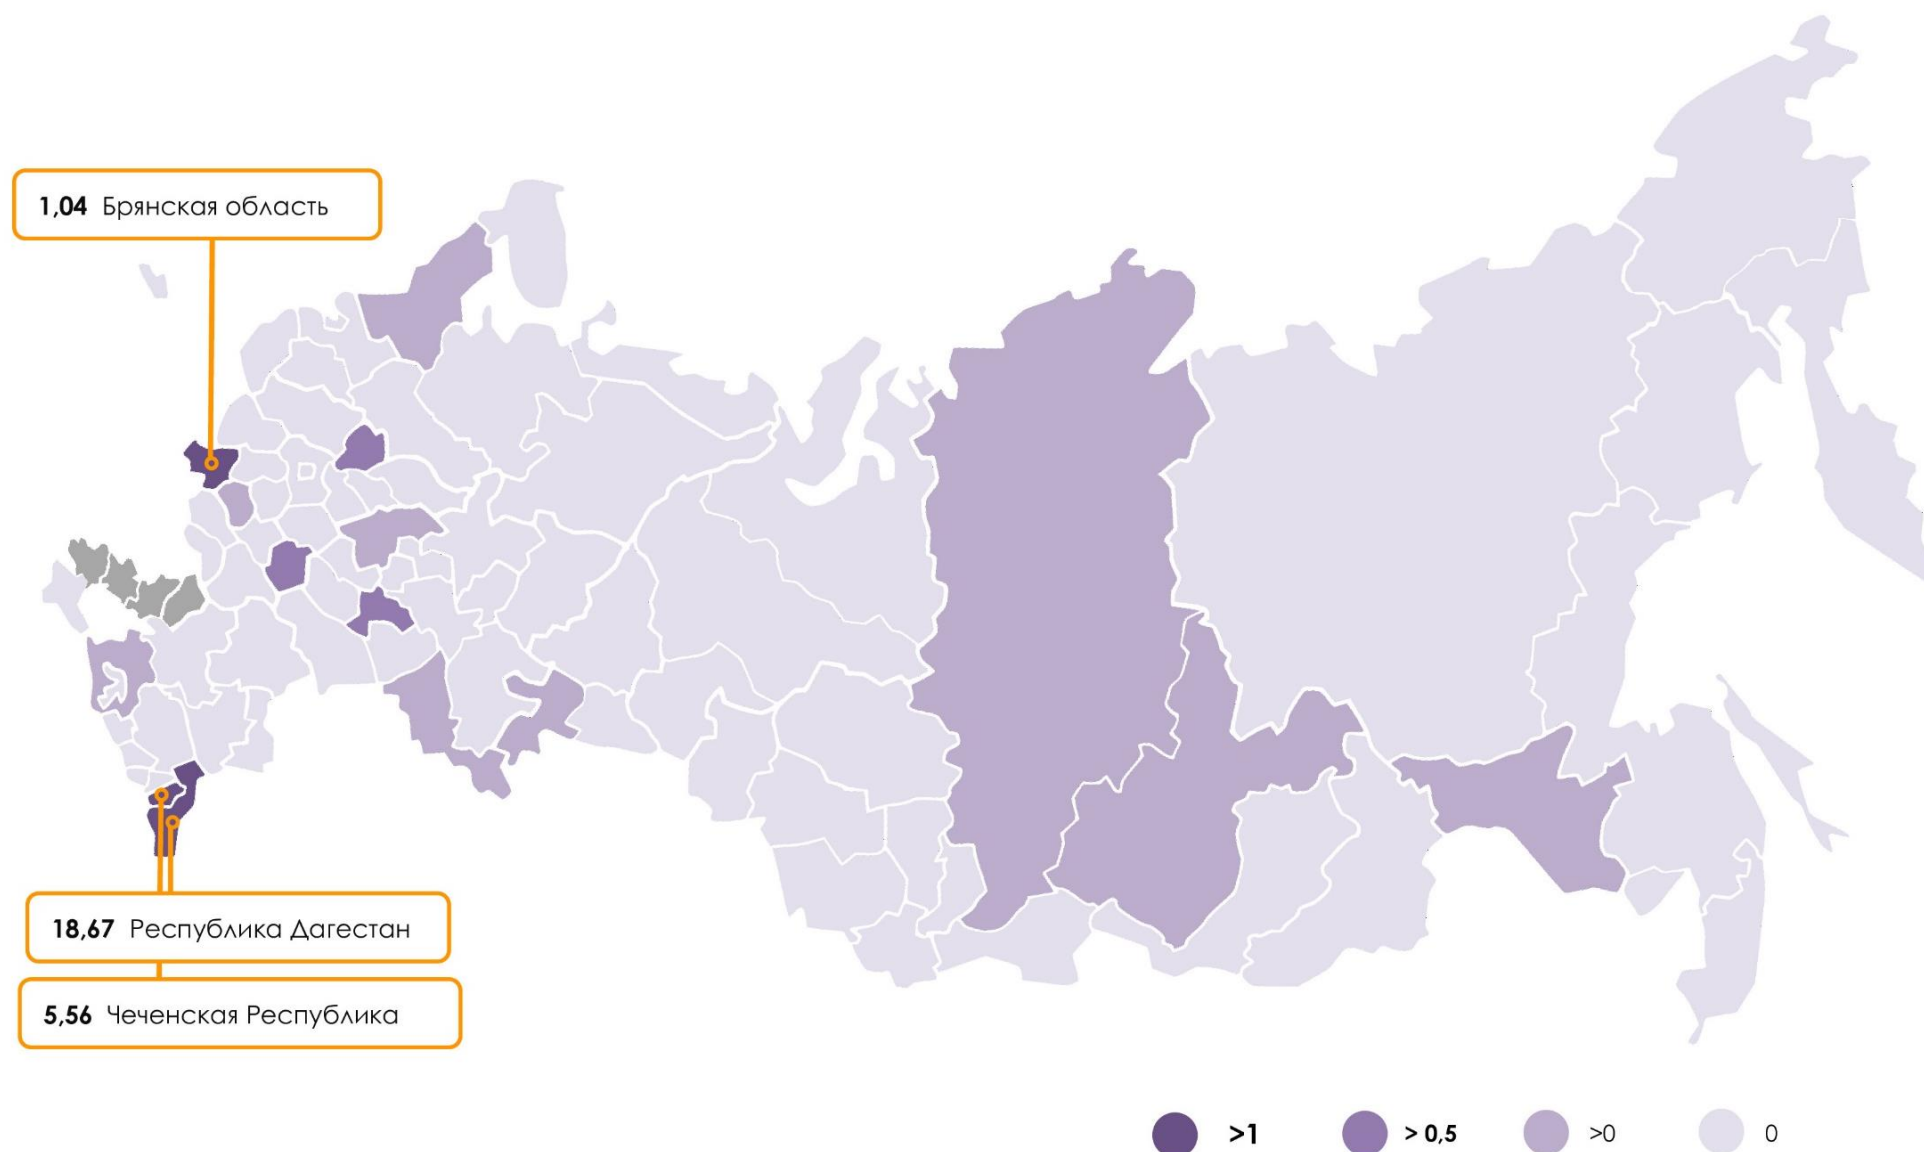 1,04 Брянская область
18,67 Республика Дагестан
5,56 Чеченская Республика
>1
> 0,5
>0
0